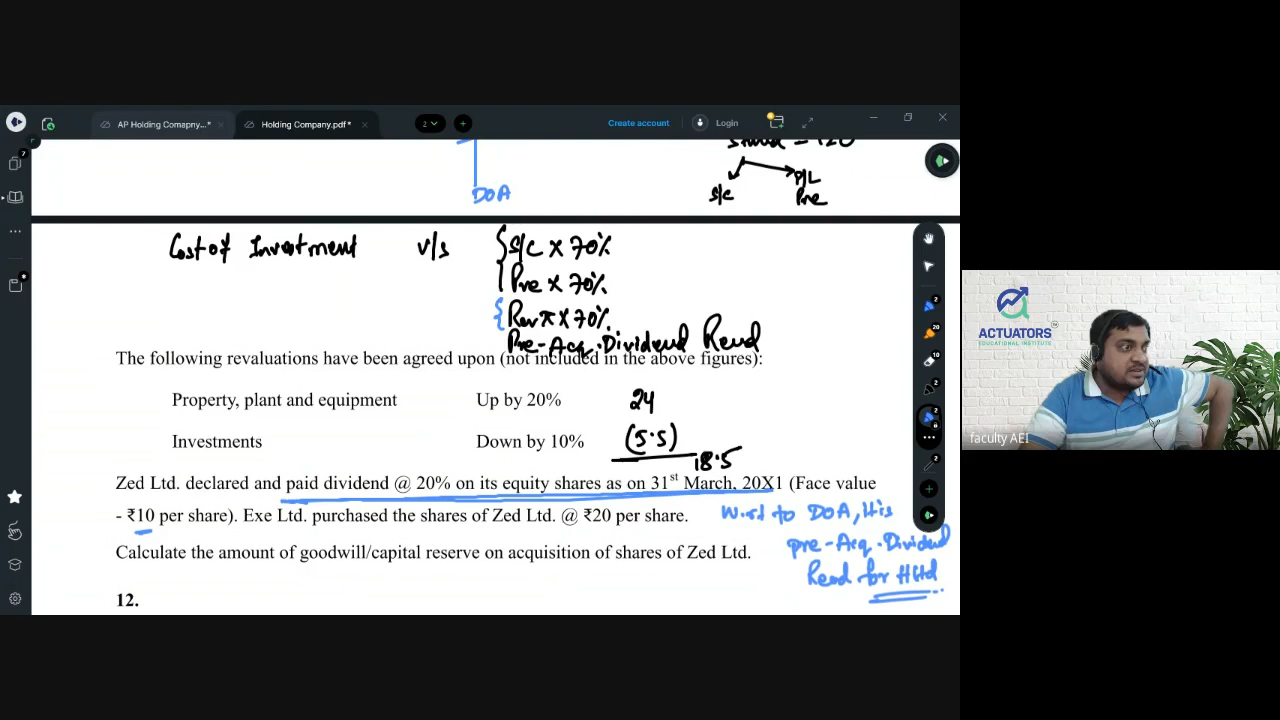 AP Holding Comapny...*
Holding Company.pdf*
2
Create account
Login
= 120
S/C
P/L
Pre
DOA
Cost of Investment v/s
S/C X 70%
Pre X 70%
Rev π X 70%
Pre-Acq. Dividend Recd
The following revaluations have been agreed upon (not included in the above figures):
Property, plant and equipment Up by 20% 24
Investments Down by 10% (5.5)
18.5
Zed Ltd. declared and paid dividend @ 20% on its equity shares as on 31st March, 20X1 (Face value
- ₹10 per share). Exe Ltd. purchased the shares of Zed Ltd. @ ₹20 per share.
w.r.t to DOA, it is
pre-Acq. Dividend
Recd for H Ltd
Calculate the amount of goodwill/capital reserve on acquisition of shares of Zed Ltd.
12.
ACTUATORS
EDUCATIONAL INSTITUTE
faculty AEI